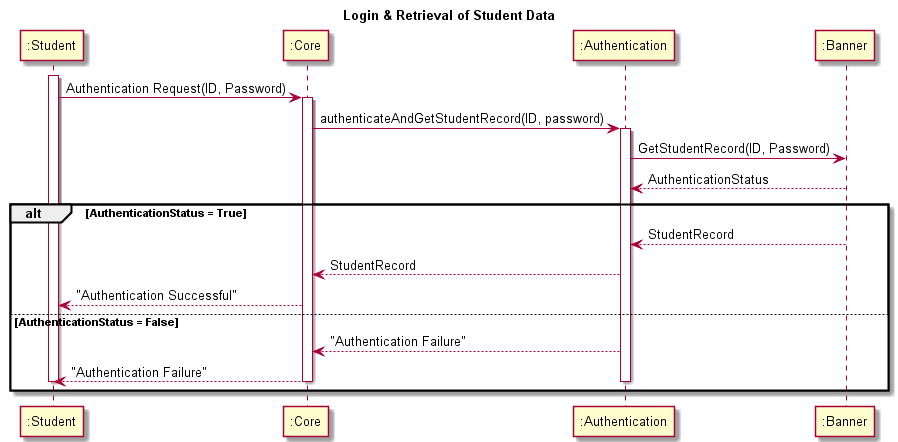 Login & Retrieval of Student Data
:Student
:Core
:Authentication
:Banner
Authentication Request(ID, Password)
authenticateAndGetStudentRecord(ID, password)
GetStudentRecord(ID, Password)
AuthenticationStatus
alt
[AuthenticationStatus = True]
StudentRecord
StudentRecord
"Authentication Successful"
[AuthenticationStatus = False]
"Authentication Failure"
"Authentication Failure"
:Student
:Core
:Authentication
:Banner